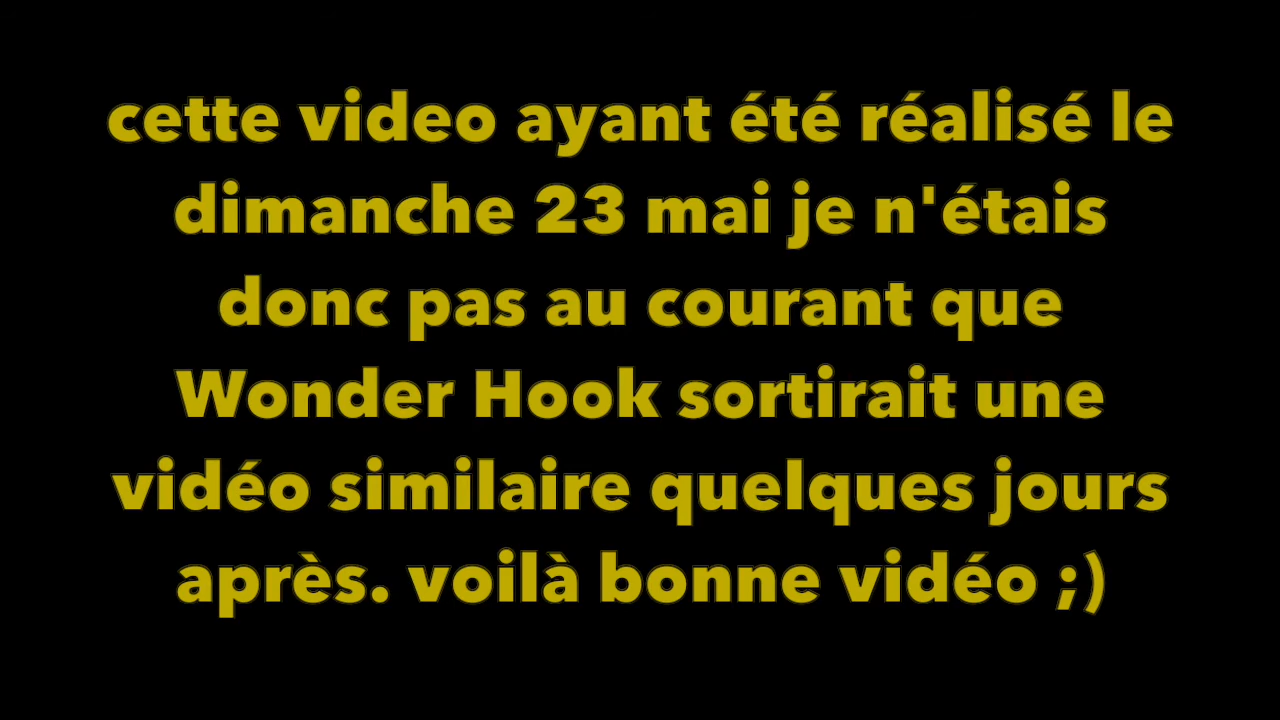 cette video ayant été réalisé le
dimanche 23 mai je n'étais
donc pas au courant que
Wonder Hook sortirait une
vidéo similaire quelques jours
après. voilà bonne vidéo ;)